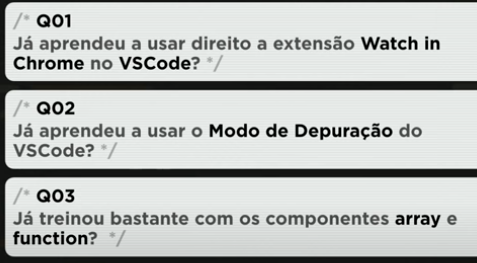 /* Q01
Já aprendeu a usar direito a extensão Watch in
Chrome no VSCode? */
/* Q02
Já aprendeu a usar o Modo de Depuração do
VSCode? */
/* Q03
Já treinou bastante com os componentes array e
function? */